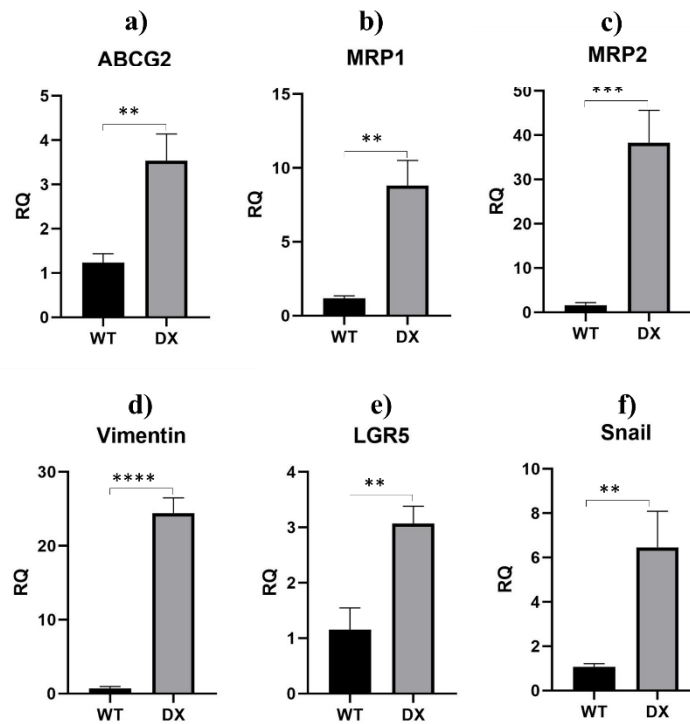 a)
ABCG2
5
4
3
2
1
0
RQ
**
WT DX
b)
MRP1
15
10
5
0
RQ
**
WT DX
c)
MRP2
50
40
30
20
10
0
RQ
***
WT DX
d)
Vimentin
30
20
10
0
RQ
****
WT DX
e)
LGR5
4
3
2
1
0
RQ
**
WT DX
f)
Snail
10
8
6
4
2
0
RQ
**
WT DX